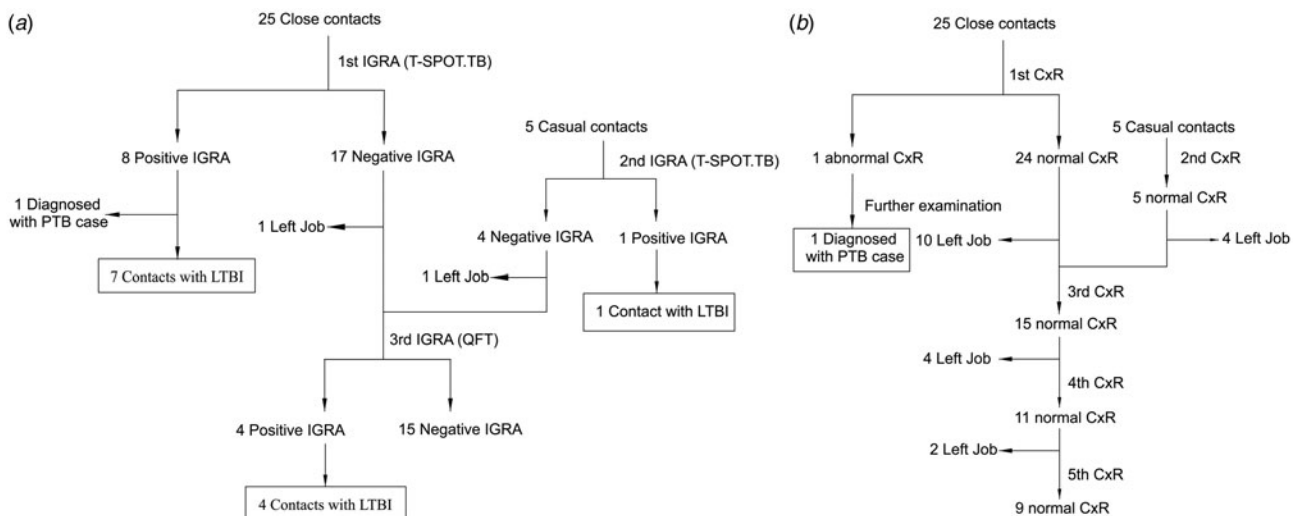 (a)
25 Close contacts
1st IGRA (T-SPOT.TB)
8 Positive IGRA
17 Negative IGRA
5 Casual contacts
2nd IGRA (T-SPOT.TB)
1 Diagnosed
with PTB case
1 Left Job
4 Negative IGRA
1 Positive IGRA
7 Contacts with LTBI
1 Left Job
1 Contact with LTBI
3rd IGRA (QFT)
4 Positive IGRA
15 Negative IGRA
4 Contacts with LTBI
(b)
25 Close contacts
1st CxR
5 Casual contacts
1 abnormal CxR
24 normal CxR
2nd CxR
5 normal CxR
Further examination
1 Diagnosed
with PTB case
10 Left Job
4 Left Job
3rd CxR
15 normal CxR
4 Left Job
4th CxR
11 normal CxR
2 Left Job
5th CxR
9 normal CxR